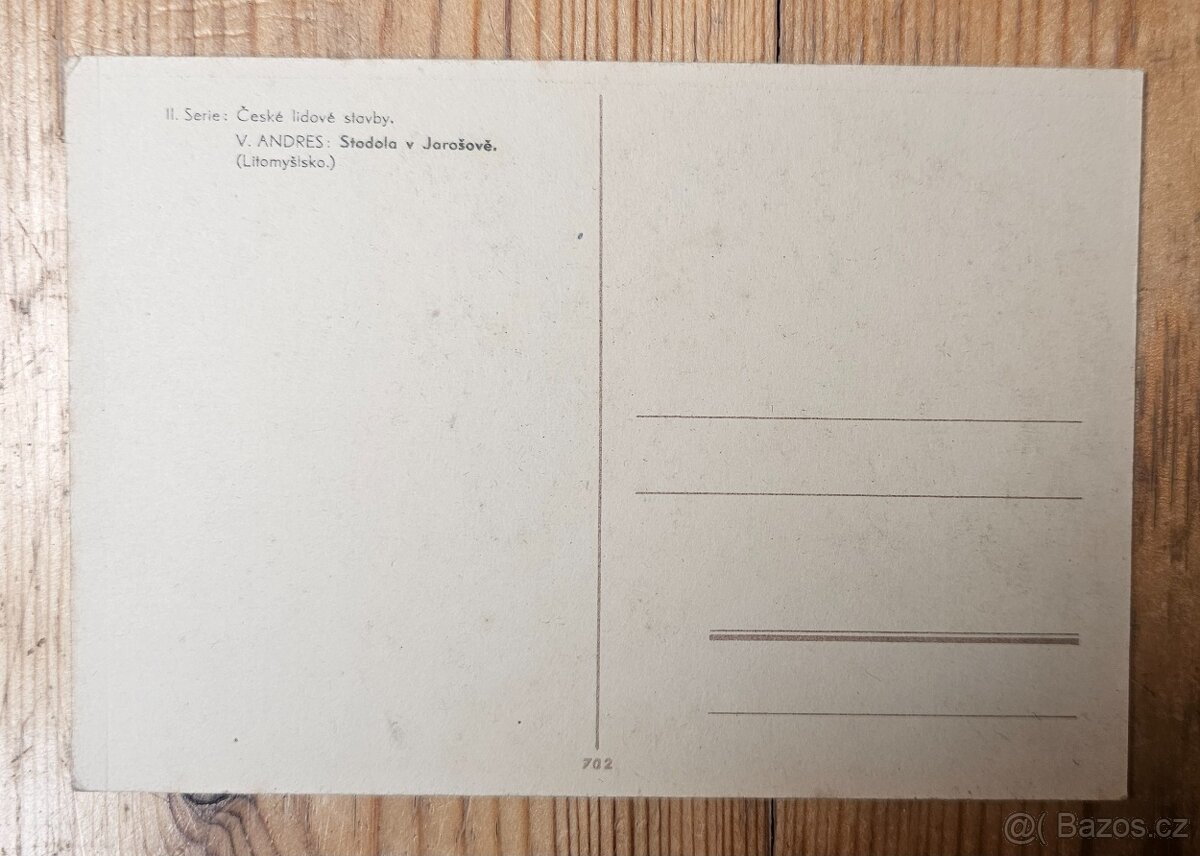 II. Serie: České lidové stavby.
V. ANDRES: Stodola v Jarošově.
(Litomyšlsko.)
702
@( Bazos.cz